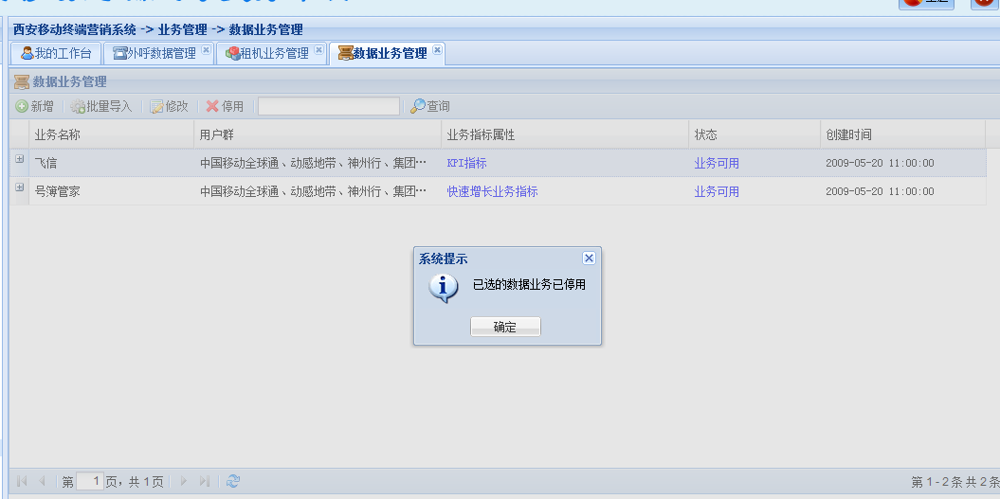 西安移动终端营销系统 -> 业务管理 -> 数据业务管理
我的工作台 外呼数据管理 租机业务管理 数据业务管理
数据业务管理
新增 批量导入 修改 停用 查询
业务名称 用户群 业务指标属性 状态 创建时间
飞信 中国移动全球通、动感地带、神州行、集团… KPI指标 业务可用 2009-05-20 11:00:00
号簿管家 中国移动全球通、动感地带、神州行、集团… 快速增长业务指标 业务可用 2009-05-20 11:00:00
系统提示
已选的数据业务已停用
确定
第 1 页，共 1 页 第 1 - 2 条 共 2 条